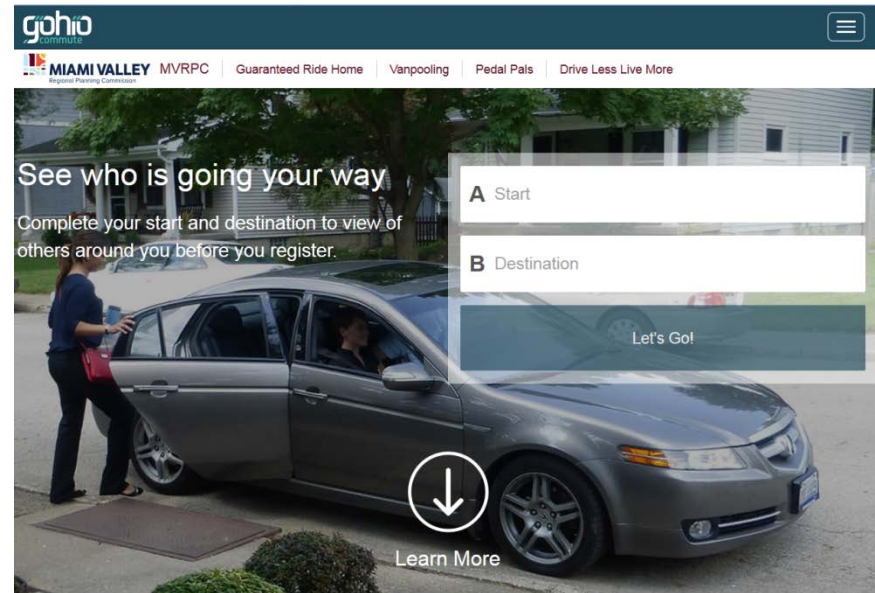 gohio
commute
MIAMI VALLEY
Regional Planning Commission
MVRPC
Guaranteed Ride Home
Vanpooling
Pedal Pals
Drive Less Live More
See who is going your way
Complete your start and destination to view of
others around you before you register.
A Start
B Destination
Let's Go!
Learn More